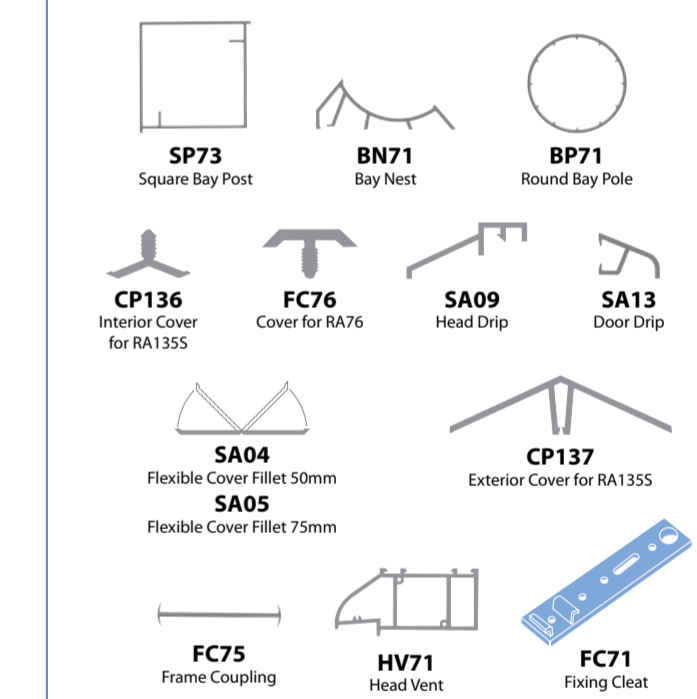 SP73
Square Bay Post
BN71
Bay Nest
BP71
Round Bay Pole
CP136
Interior Cover
for RA135S
FC76
Cover for RA76
SA09
Head Drip
SA13
Door Drip
SA04
Flexible Cover Fillet 50mm
SA05
Flexible Cover Fillet 75mm
CP137
Exterior Cover for RA135S
FC75
Frame Coupling
HV71
Head Vent
FC71
Fixing Cleat